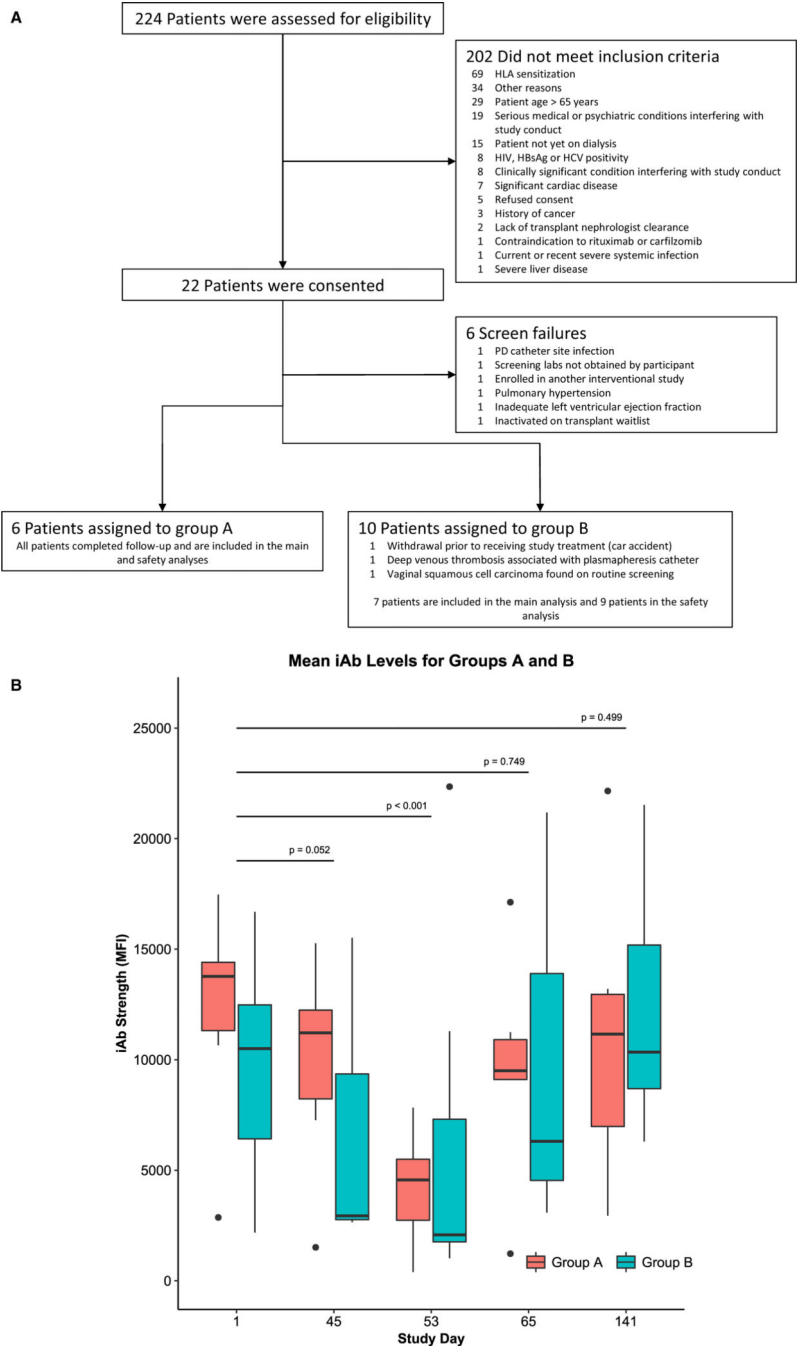 A
224 Patients were assessed for eligibility
202 Did not meet inclusion criteria
69 HLA sensitization
34 Other reasons
29 Patient age > 65 years
19 Serious medical or psychiatric conditions interfering with
study conduct
15 Patient not yet on dialysis
8 HIV, HBsAg or HCV positivity
8 Clinically significant condition interfering with study conduct
7 Significant cardiac disease
5 Refused consent
3 History of cancer
2 Lack of transplant nephrologist clearance
1 Contraindication to rituximab or carfilzomib
1 Current or recent severe systemic infection
1 Severe liver disease
22 Patients were consented
6 Screen failures
1 PD catheter site infection
1 Screening labs not obtained by participant
1 Enrolled in another interventional study
1 Pulmonary hypertension
1 Inadequate left ventricular ejection fraction
1 Inactivated on transplant waitlist
6 Patients assigned to group A
All patients completed follow-up and are included in the main
and safety analyses
10 Patients assigned to group B
1 Withdrawal prior to receiving study treatment (car accident)
1 Deep venous thrombosis associated with plasmapheresis catheter
1 Vaginal squamous cell carcinoma found on routine screening
7 patients are included in the main analysis and 9 patients in the safety
analysis
B
Mean iAb Levels for Groups A and B
25000
20000
15000
10000
5000
0
iAb Strength (MFI)
p = 0.499
p = 0.749
p < 0.001
p = 0.052
Group A
Group B
1
45
53
65
141
Study Day